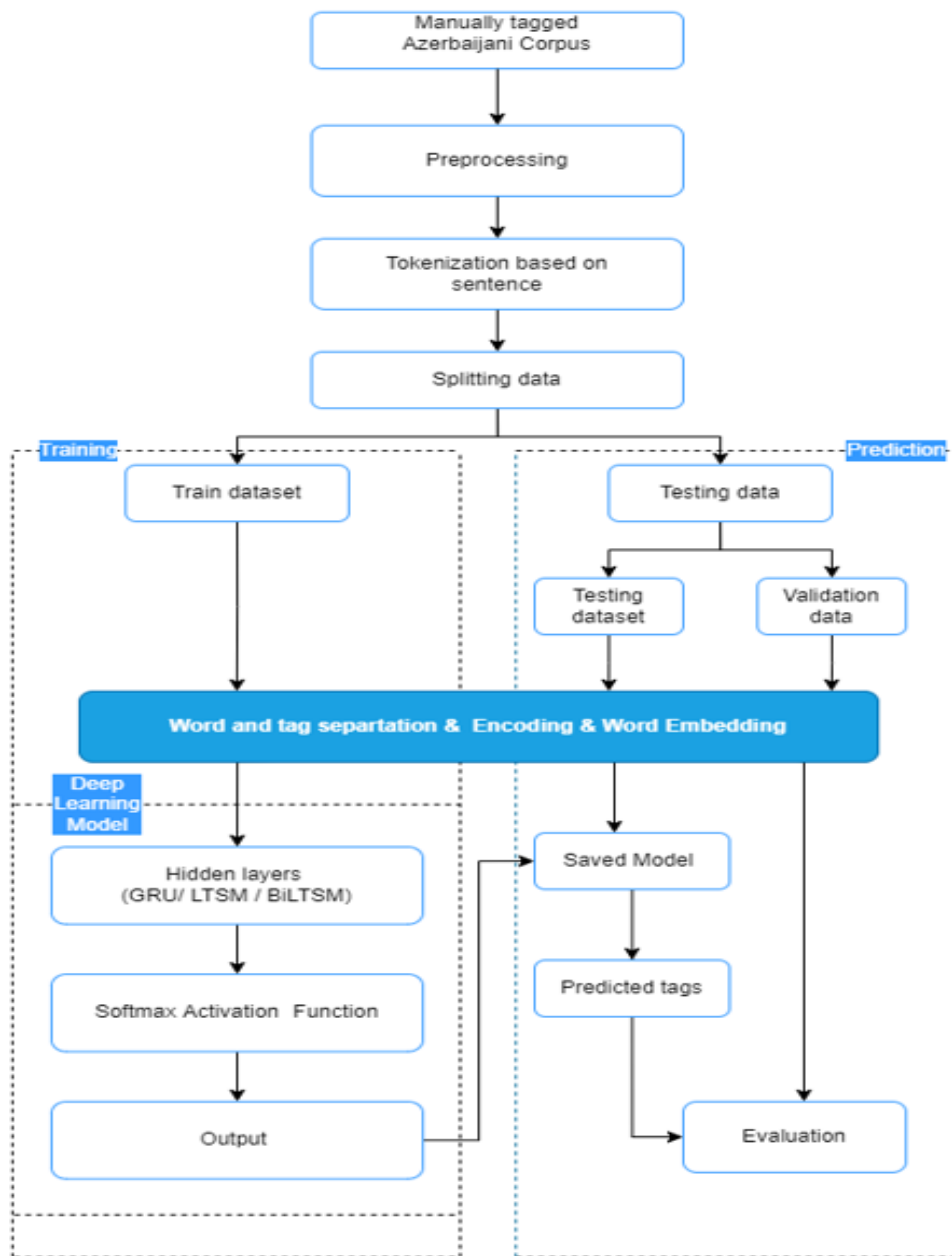 Manually tagged
Azerbaijani Corpus
Preprocessing
Tokenization based on
sentence
Splitting data
Training
Prediction
Train dataset
Testing data
Testing
dataset
Validation
data
Word and tag separtation & Encoding & Word Embedding
Deep
Learning
Model
Hidden layers
(GRU/ LTSM / BiLTSM)
Saved Model
Softmax Activation Function
Predicted tags
Output
Evaluation